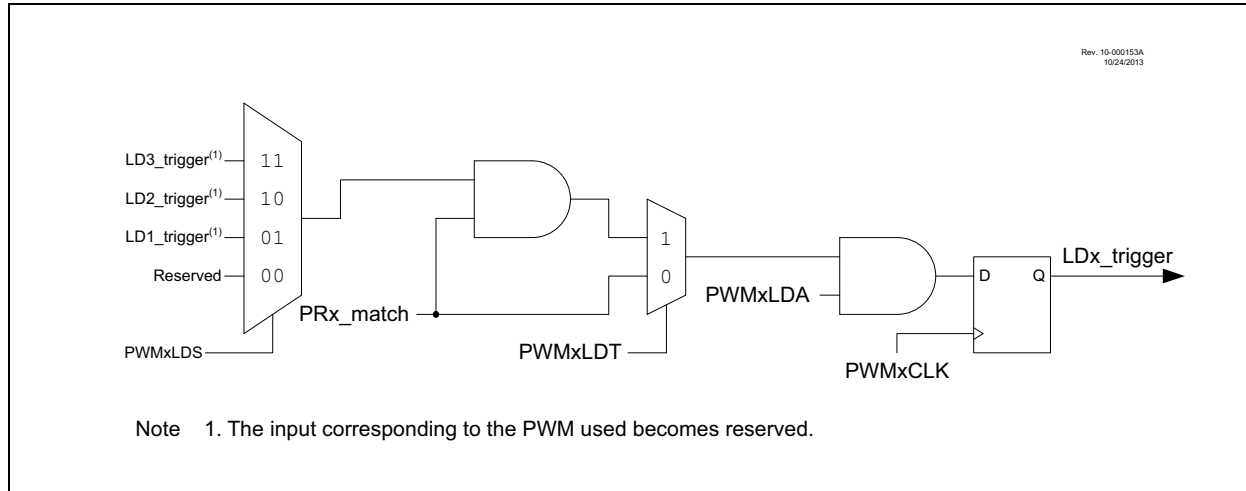 Rev. 10-000153A
10/24/2013
LD3_trigger(1)
11
LD2_trigger(1)
10
LD1_trigger(1)
01
Reserved
00
PWMxLDS
PRx_match
1
0
PWMxLDT
PWMxLDA
D
Q
LDx_trigger
PWMxCLK
Note 1. The input corresponding to the PWM used becomes reserved.